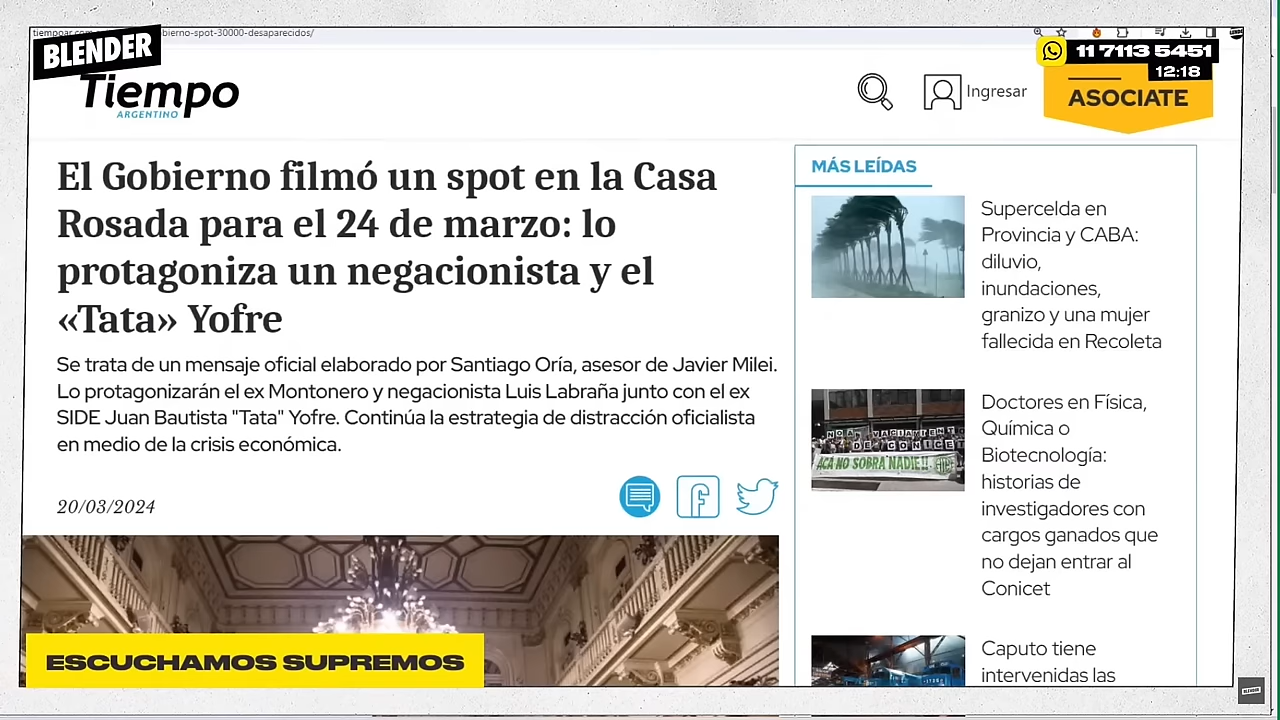 BLENDER
bierno-spot-30000-desaparecidos/
11 7113 5451
12:18
Tiempo
ARGENTINO
Ingresar
ASOCIATE
El Gobierno filmó un spot en la Casa
Rosada para el 24 de marzo: lo
protagoniza un negacionista y el
«Tata» Yofre
Se trata de un mensaje oficial elaborado por Santiago Oría, asesor de Javier Milei.
Lo protagonizarán el ex Montonero y negacionista Luis Labraña junto con el ex
SIDE Juan Bautista "Tata" Yofre. Continúa la estrategia de distracción oficialista
en medio de la crisis económica.
20/03/2024
MÁS LEÍDAS
Supercelda en
Provincia y CABA:
diluvio,
inundaciones,
granizo y una mujer
fallecida en Recoleta
ACÁ NO SOBRA NADIE!!
Doctores en Física,
Química o
Biotecnología:
historias de
investigadores con
cargos ganados que
no dejan entrar al
Conicet
Caputo tiene
intervenidas las
ESCUCHAMOS SUPREMOS
BLENDER